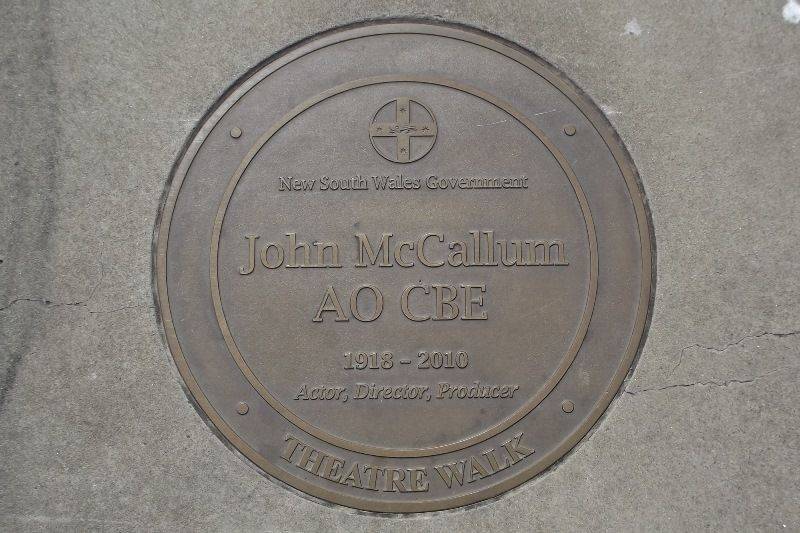 New South Wales Government
John McCallum
AO CBE
1918 – 2010
Actor, Director, Producer
THEATRE WALK